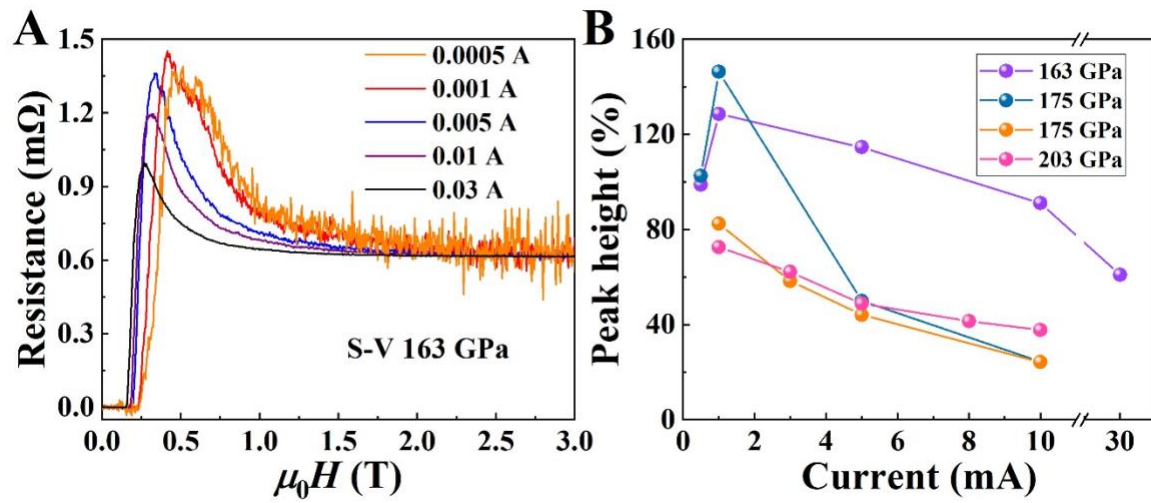 A
Resistance (mΩ)
1.5
1.2
0.9
0.6
0.3
0.0
0.0005 A
0.001 A
0.005 A
0.01 A
0.03 A
S-V 163 GPa
0.0 0.5 1.0 1.5 2.0 2.5 3.0
μ₀H (T)
B
Peak height (%)
160
120
80
40
0
163 GPa
175 GPa
175 GPa
203 GPa
0 2 4 6 8 10 30
Current (mA)